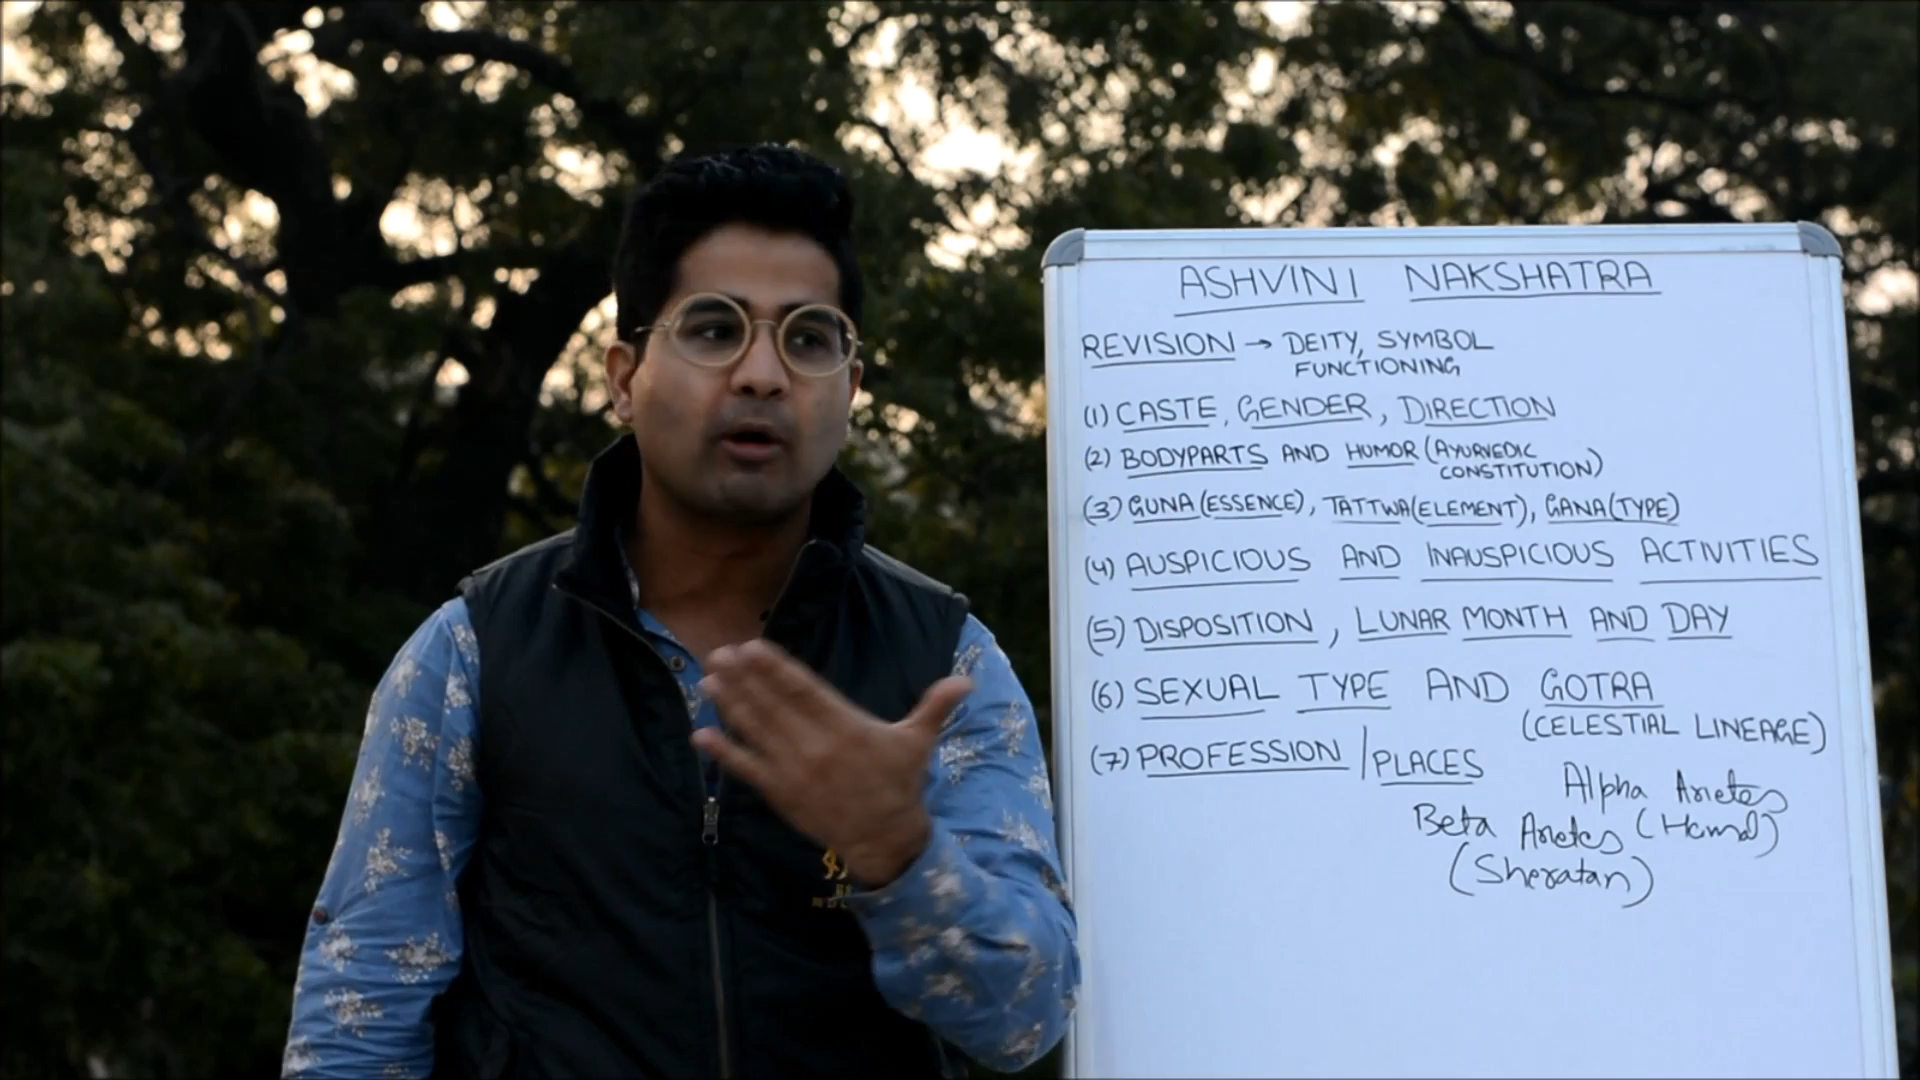 ASHVINI NAKSHATRA
REVISION → DEITY, SYMBOL
FUNCTIONING
(1) CASTE, GENDER, DIRECTION
(2) BODYPARTS AND HUMOR (AYURVEDIC
CONSTITUTION)
(3) GUNA (ESSENCE), TATTWA (ELEMENT), GANA (TYPE)
(4) AUSPICIOUS AND INAUSPICIOUS ACTIVITIES
(5) DISPOSITION, LUNAR MONTH AND DAY
(6) SEXUAL TYPE AND GOTRA
(CELESTIAL LINEAGE)
(7) PROFESSION / PLACES
Alpha Arietes
(Hamal)
Beta Arietes
(Sheratan)